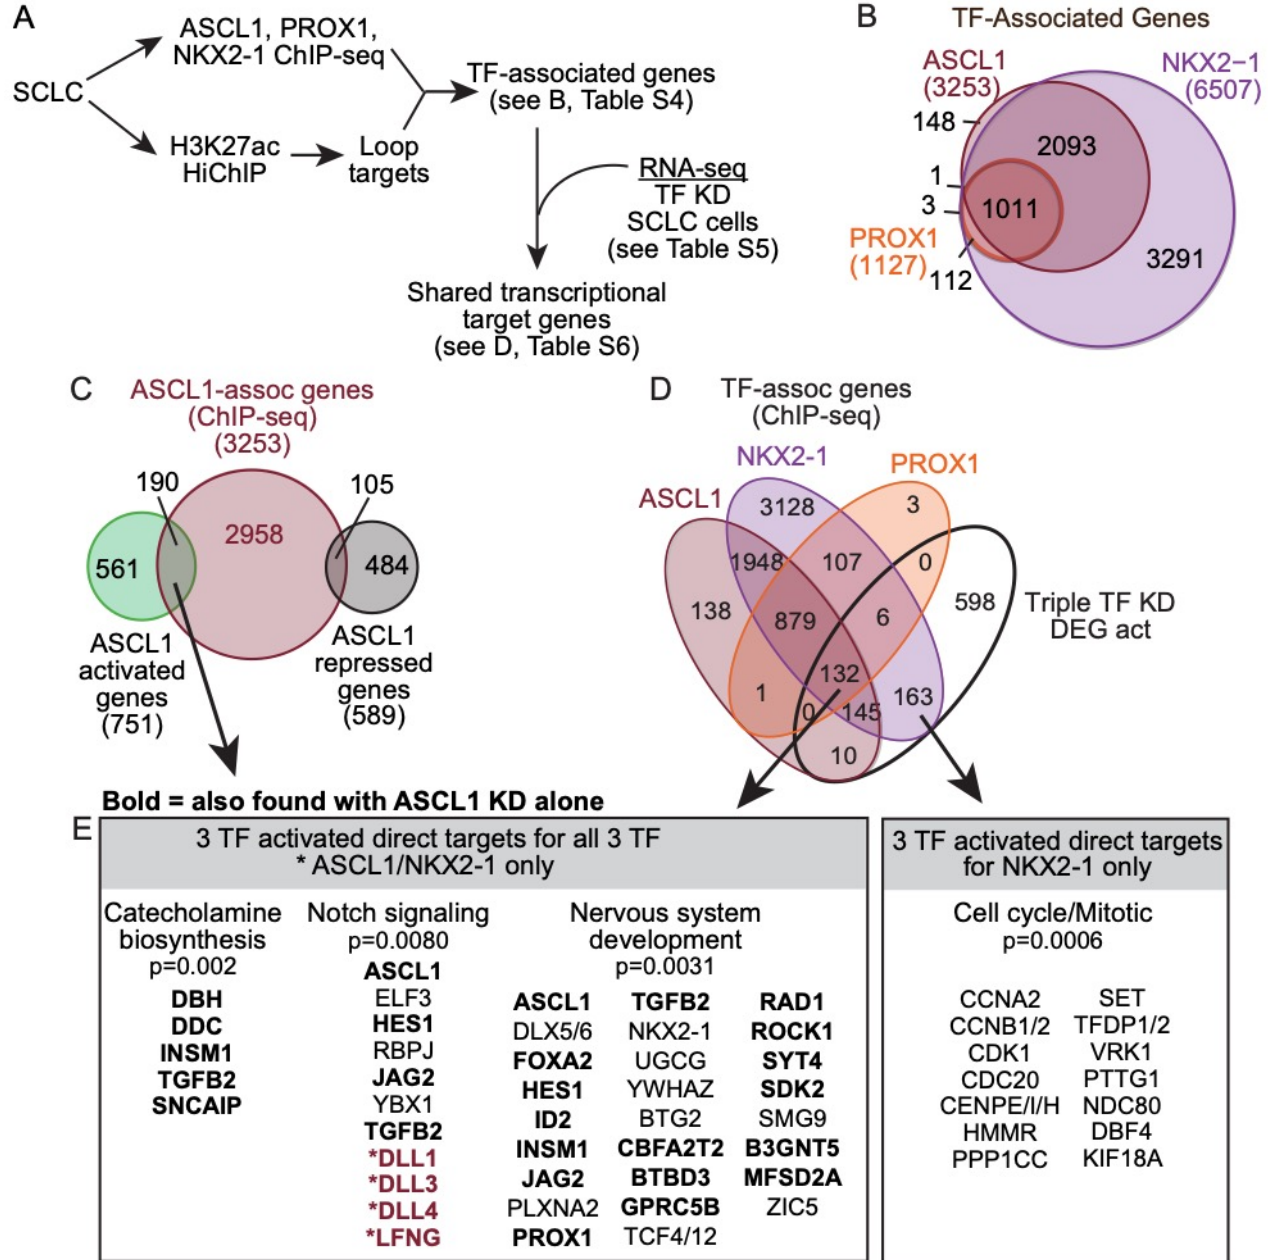 A
SCLC
ASCL1, PROX1,
NKX2-1 ChIP-seq
H3K27ac
HiChIP
Loop
targets
TF-associated genes
(see B, Table S4)
RNA-seq
TF KD
SCLC cells
(see Table S5)
Shared transcriptional
target genes
(see D, Table S6)
B
TF-Associated Genes
ASCL1
(3253)
NKX2−1
(6507)
148
2093
1
3
1011
PROX1
(1127)
112
3291
C
ASCL1-assoc genes
(ChIP-seq)
(3253)
190
105
2958
561
484
ASCL1
activated
genes
(751)
ASCL1
repressed
genes
(589)
D
TF-assoc genes
(ChIP-seq)
NKX2-1
PROX1
ASCL1
3128
3
1948
107
0
138
879
6
598
Triple TF KD
DEG act
132
1
0
145
163
10
Bold = also found with ASCL1 KD alone
E
3 TF activated direct targets for all 3 TF
* ASCL1/NKX2-1 only
Catecholamine
biosynthesis
p=0.002
DBH
DDC
INSM1
TGFB2
SNCAIP
Notch signaling
p=0.0080
ASCL1
ELF3
HES1
RBPJ
JAG2
YBX1
TGFB2
*DLL1
*DLL3
*DLL4
*LFNG
Nervous system
development
p=0.0031
ASCL1 TGFB2 RAD1
DLX5/6 NKX2-1 ROCK1
FOXA2 UGCG SYT4
HES1 YWHAZ SDK2
ID2 BTG2 SMG9
INSM1 CBFA2T2 B3GNT5
JAG2 BTBD3 MFSD2A
PLXNA2 GPRC5B ZIC5
PROX1 TCF4/12
3 TF activated direct targets
for NKX2-1 only
Cell cycle/Mitotic
p=0.0006
CCNA2 SET
CCNB1/2 TFDP1/2
CDK1 VRK1
CDC20 PTTG1
CENPE/I/H NDC80
HMMR DBF4
PPP1CC KIF18A